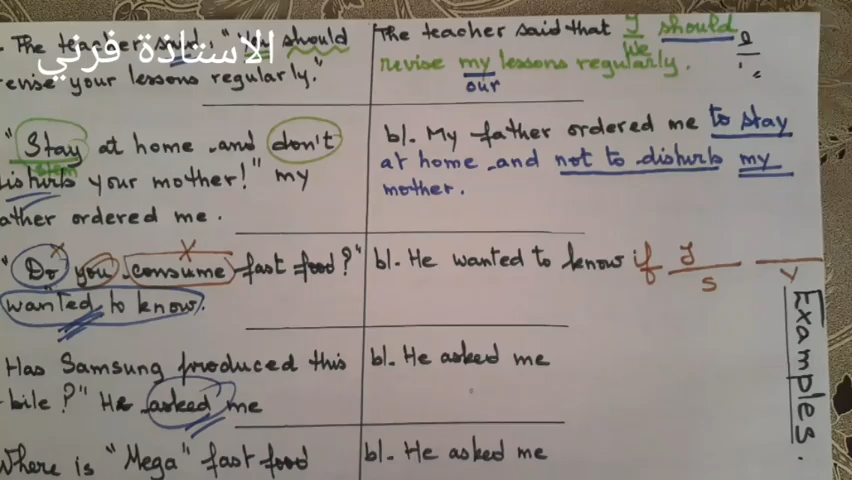 الاستاذة فرني
. The teacher said, " should
evise your lessons regularly."
The teacher said that I should
We
revise my lessons regularly.
our
"Stay at home and don't
disturb your mother!" my
ather ordered me.
b/. My father ordered me to stay
at home and not to disturb my
mother.
"Do you consume fast food?"
wanted to know.
b/. He wanted to know if I
S V
Has Samsung produced this
bile?" He asked me
b/. He asked me
Where is "Mega" fast food
b/. He asked me
Examples.